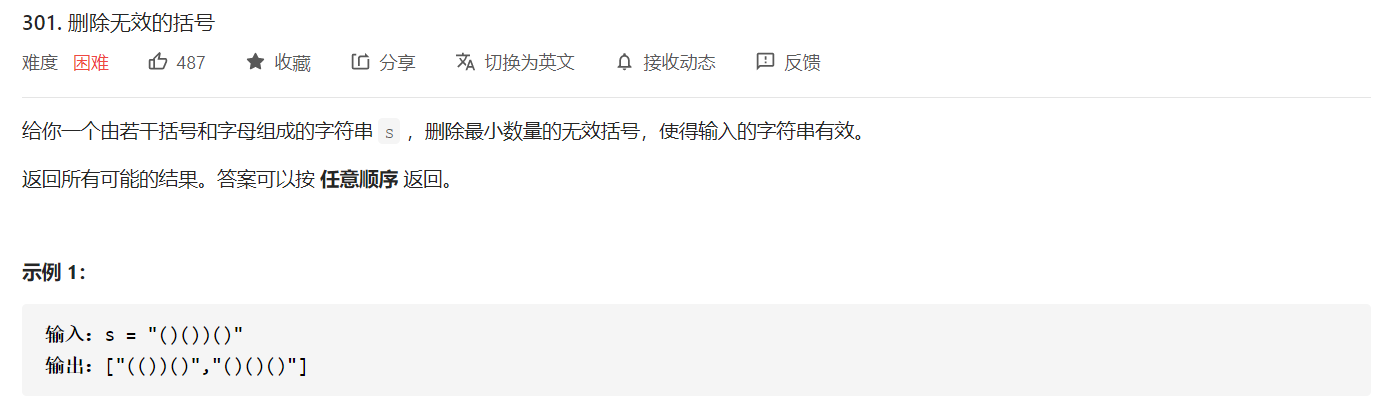 301. 删除无效的括号
难度 困难 487 收藏 分享 切换为英文 接收动态 反馈
给你一个由若干括号和字母组成的字符串 s ，删除最小数量的无效括号，使得输入的字符串有效。
返回所有可能的结果。答案可以按 任意顺序 返回。
示例 1：
输入：s = "()())()"
输出：["(())()","()()()"]